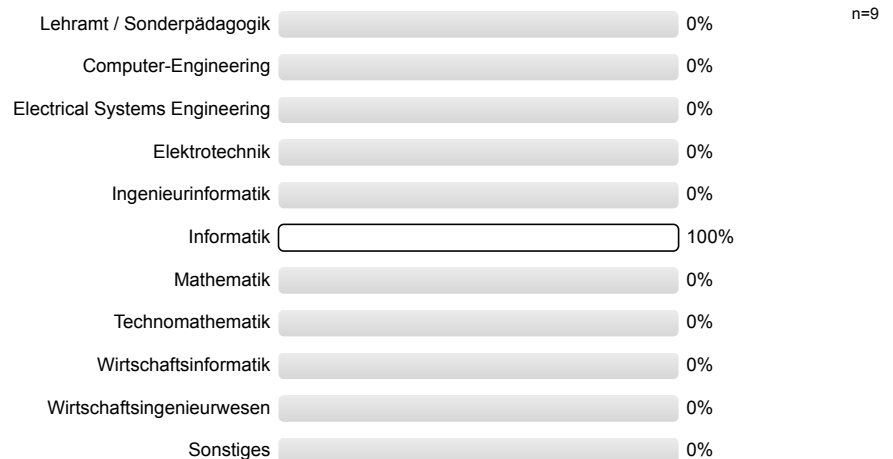 Lehramt / Sonderpädagogik 0% n=9
Computer-Engineering 0%
Electrical Systems Engineering 0%
Elektrotechnik 0%
Ingenieurinformatik 0%
Informatik 100%
Mathematik 0%
Technomathematik 0%
Wirtschaftsinformatik 0%
Wirtschaftsingenieurwesen 0%
Sonstiges 0%